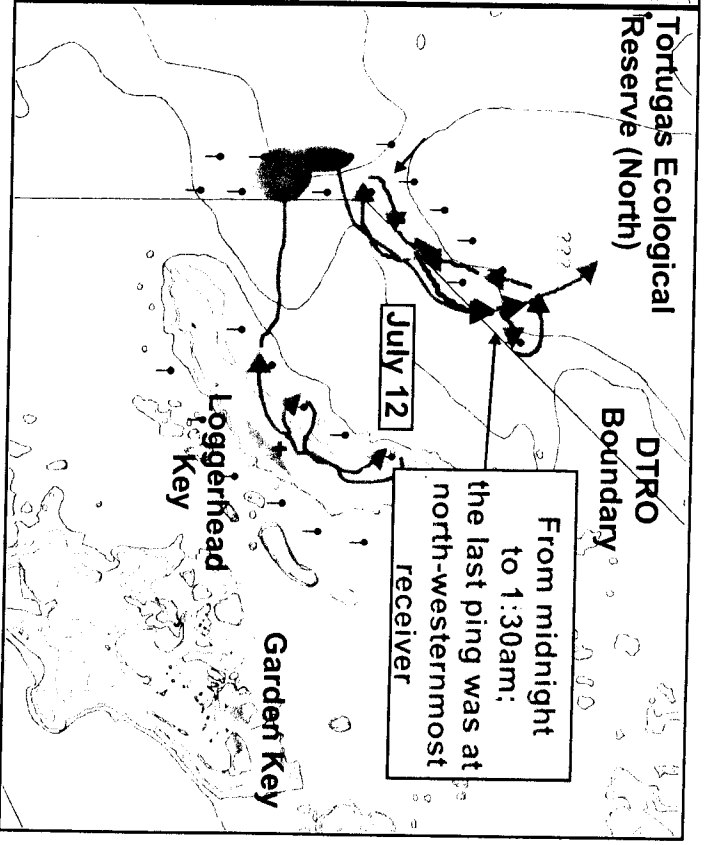 Tortugas Ecological
Reserve (North)
DTRO
Boundary
???
July 12
From midnight
to 1:30am;
the last ping was at
north-westernmost
receiver
Loggerhead
Key
Garden Key